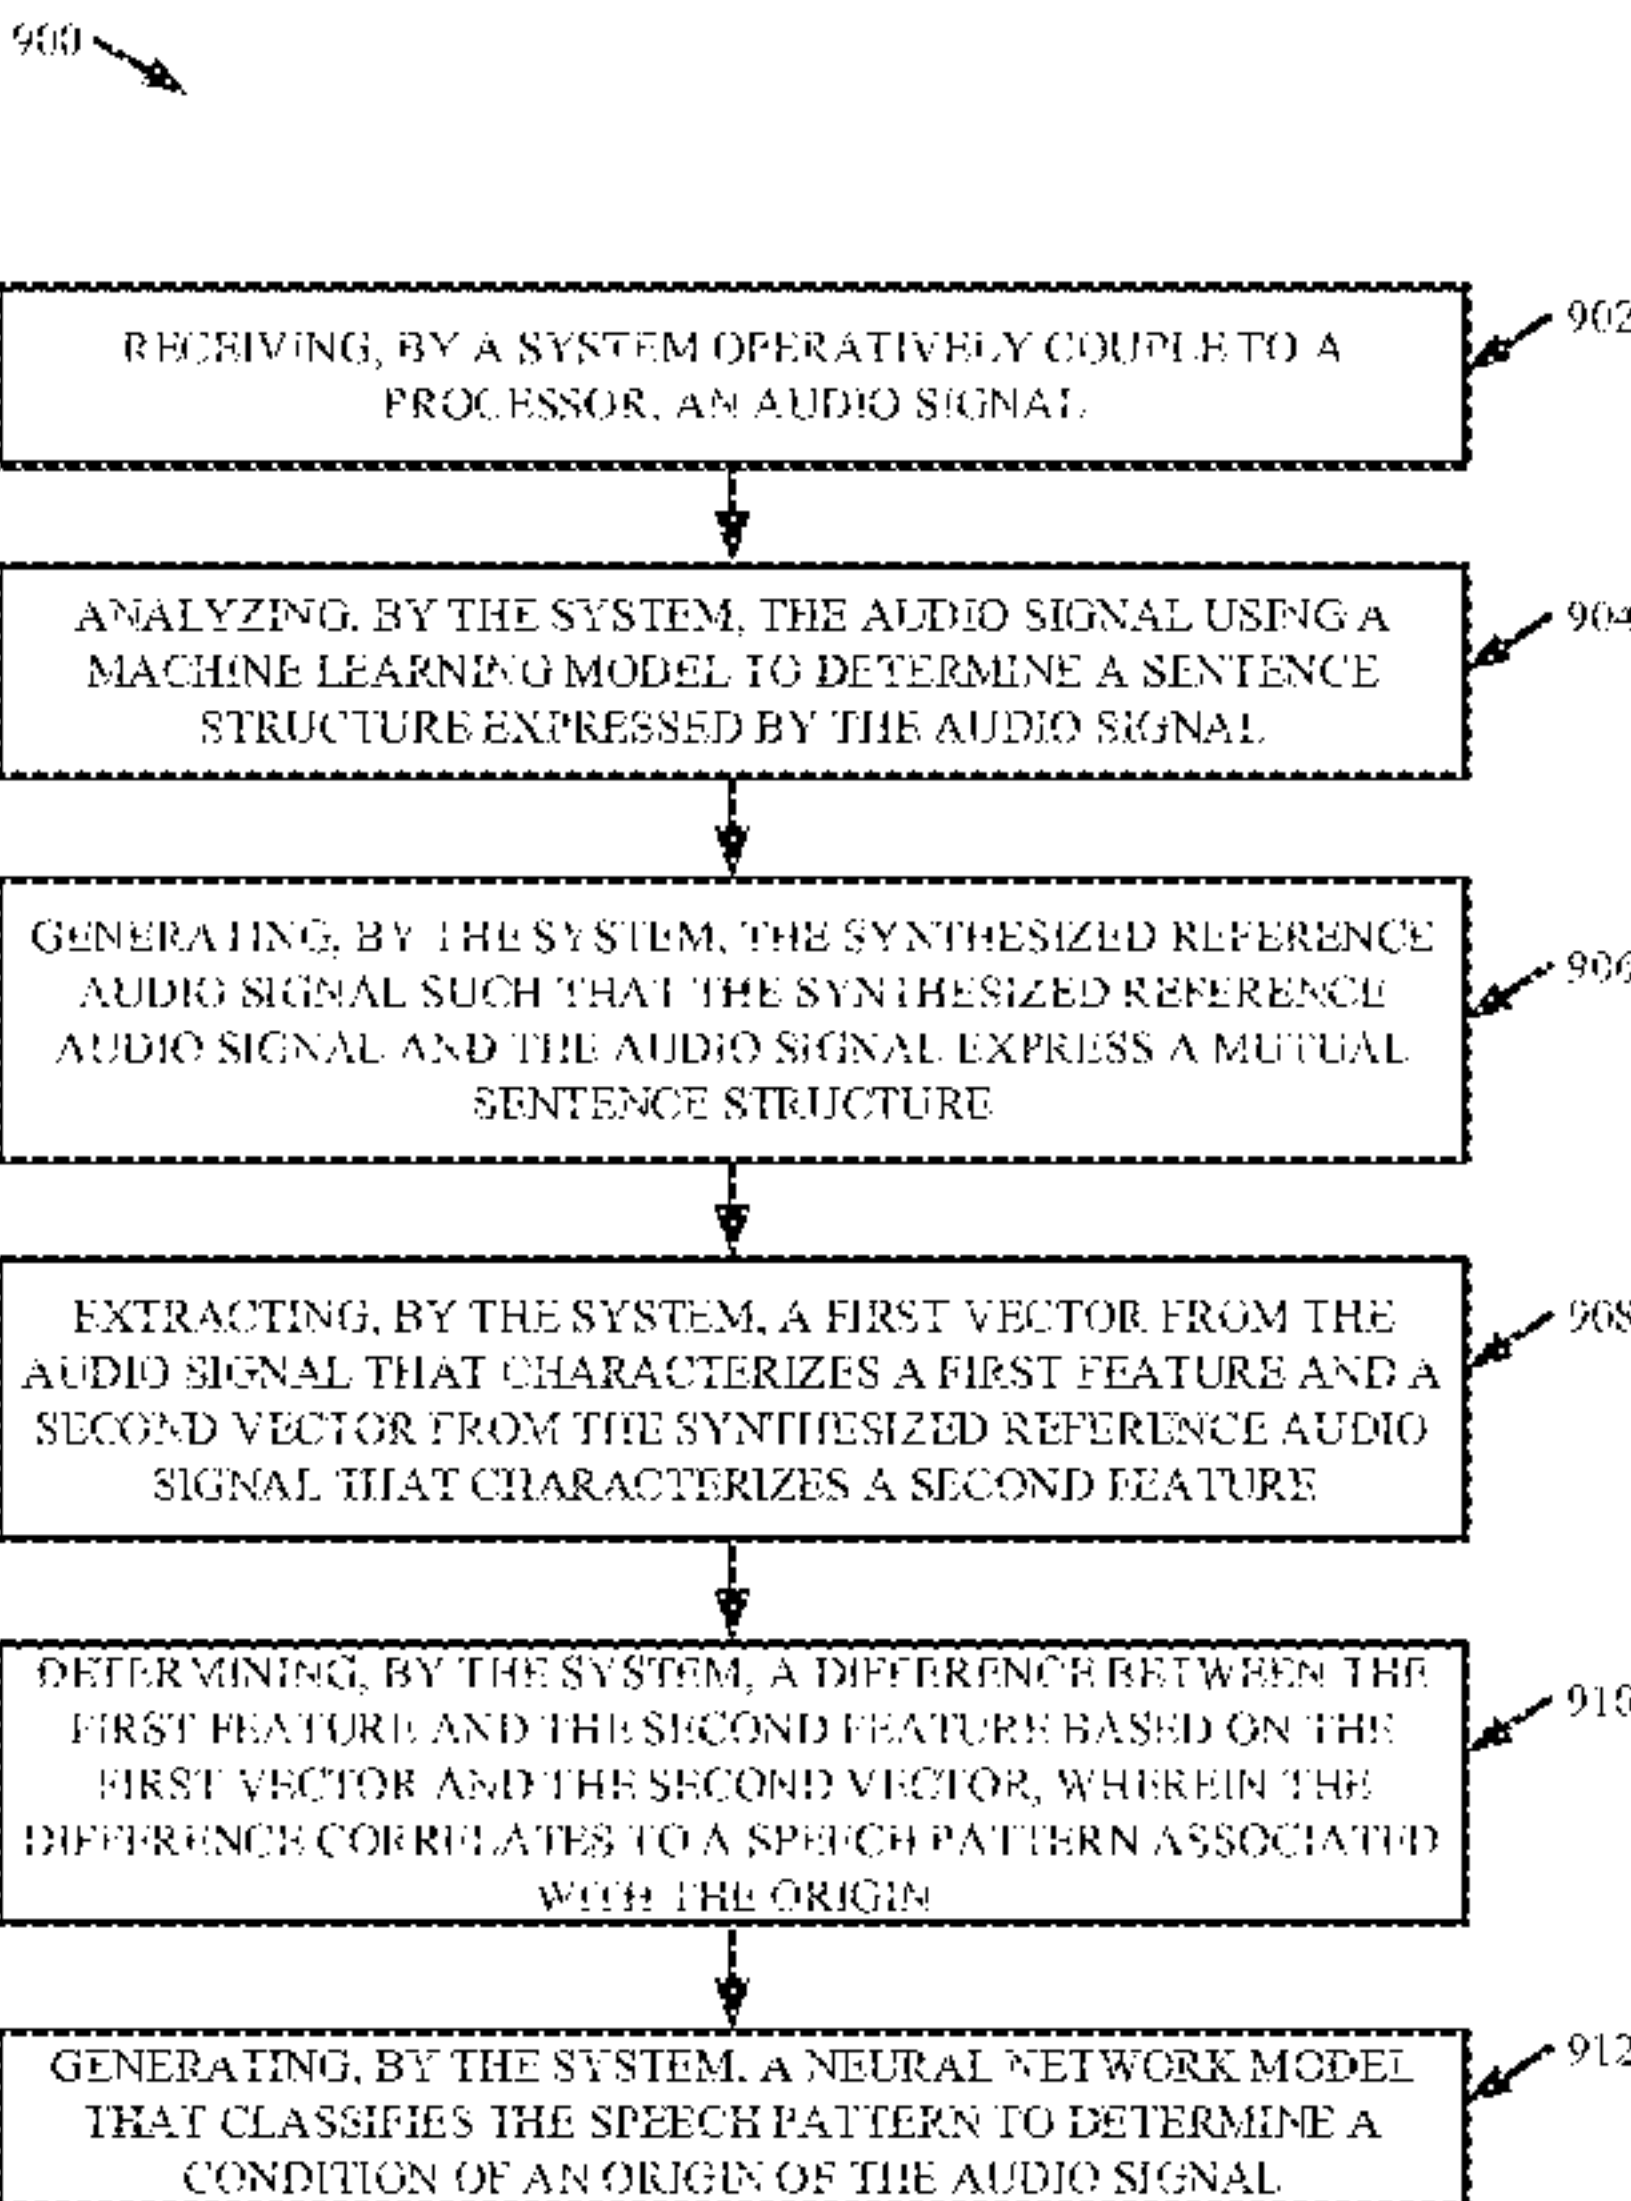 900
RECEIVING, BY A SYSTEM OPERATIVELY COUPLE TO A
PROCESSOR, AN AUDIO SIGNAL
902
ANALYZING, BY THE SYSTEM, THE AUDIO SIGNAL USING A
MACHINE LEARNING MODEL TO DETERMINE A SENTENCE
STRUCTURE EXPRESSED BY THE AUDIO SIGNAL
904
GENERATING, BY THE SYSTEM, THE SYNTHESIZED REFERENCE
AUDIO SIGNAL SUCH THAT THE SYNTHESIZED REFERENCE
AUDIO SIGNAL AND THE AUDIO SIGNAL EXPRESS A MUTUAL
SENTENCE STRUCTURE
906
EXTRACTING, BY THE SYSTEM, A FIRST VECTOR FROM THE
AUDIO SIGNAL THAT CHARACTERIZES A FIRST FEATURE AND A
SECOND VECTOR FROM THE SYNTHESIZED REFERENCE AUDIO
SIGNAL THAT CHARACTERIZES A SECOND FEATURE
908
DETERMINING, BY THE SYSTEM, A DIFFERENCE BETWEEN THE
FIRST FEATURE AND THE SECOND FEATURE BASED ON THE
FIRST VECTOR AND THE SECOND VECTOR, WHEREIN THE
DIFFERENCE CORRELATES TO A SPEECH PATTERN ASSOCIATED
WITH THE ORIGIN
910
GENERATING, BY THE SYSTEM, A NEURAL NETWORK MODEL
THAT CLASSIFIES THE SPEECH PATTERN TO DETERMINE A
CONDITION OF AN ORIGIN OF THE AUDIO SIGNAL
912